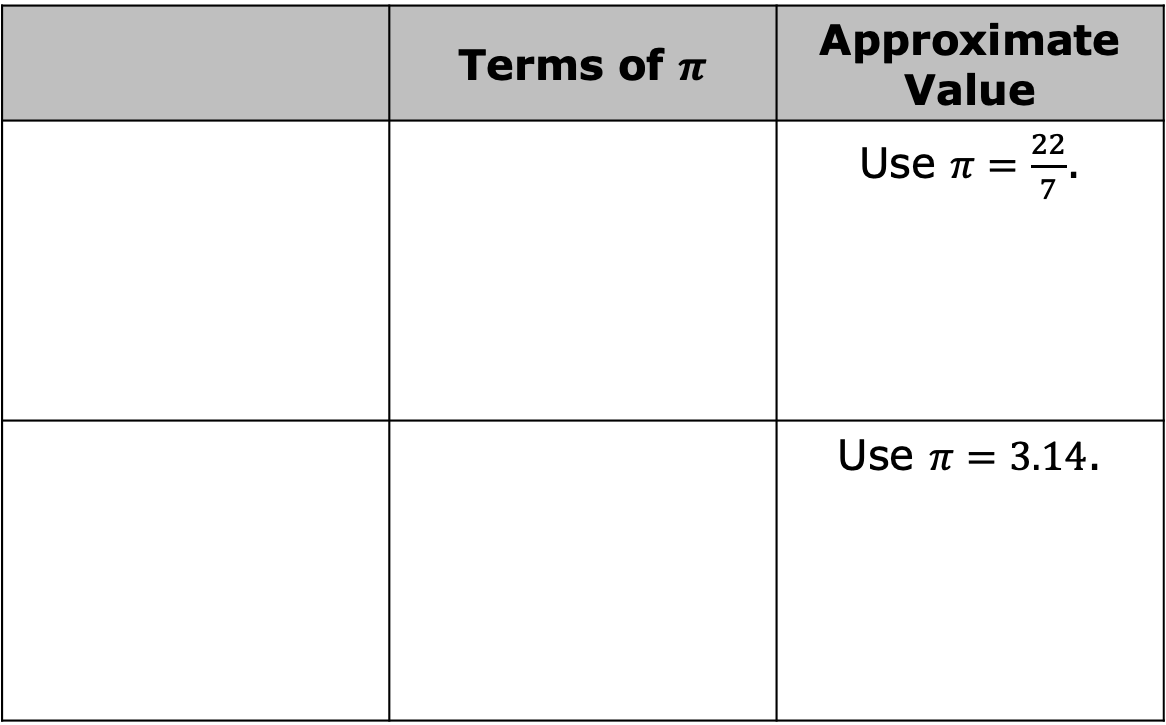 Terms of π
Approximate
Value
Use π = 22/7.
Use π = 3.14.